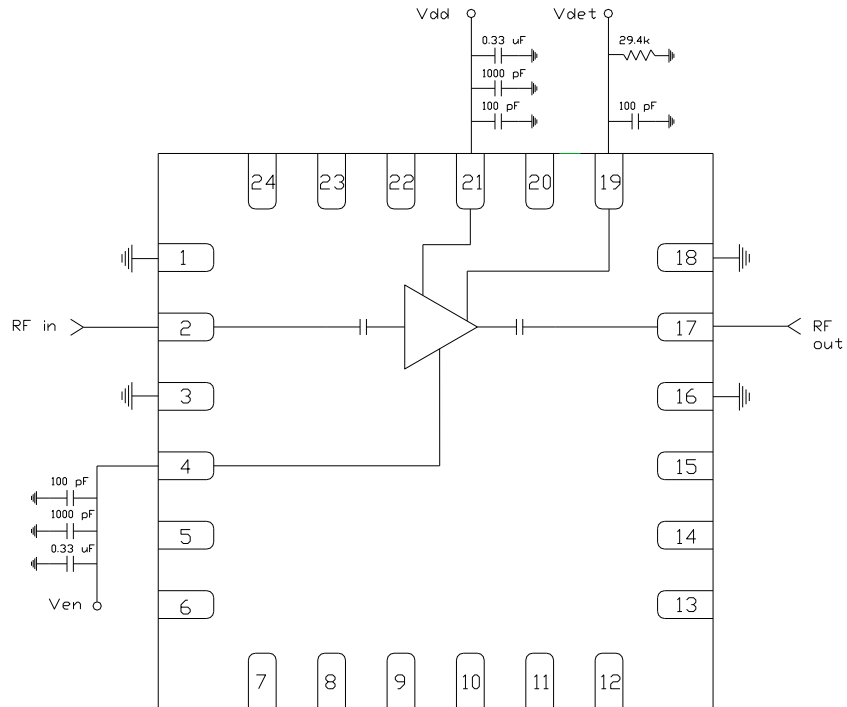 Vdd
Vdet
0.33 uF
29.4k
1000 pF
100 pF
100 pF
24
23
22
21
20
19
1
18
RF in
2
17
RF
out
3
16
4
15
100 pF
1000 pF
5
14
0.33 uF
Ven
6
13
7
8
9
10
11
12